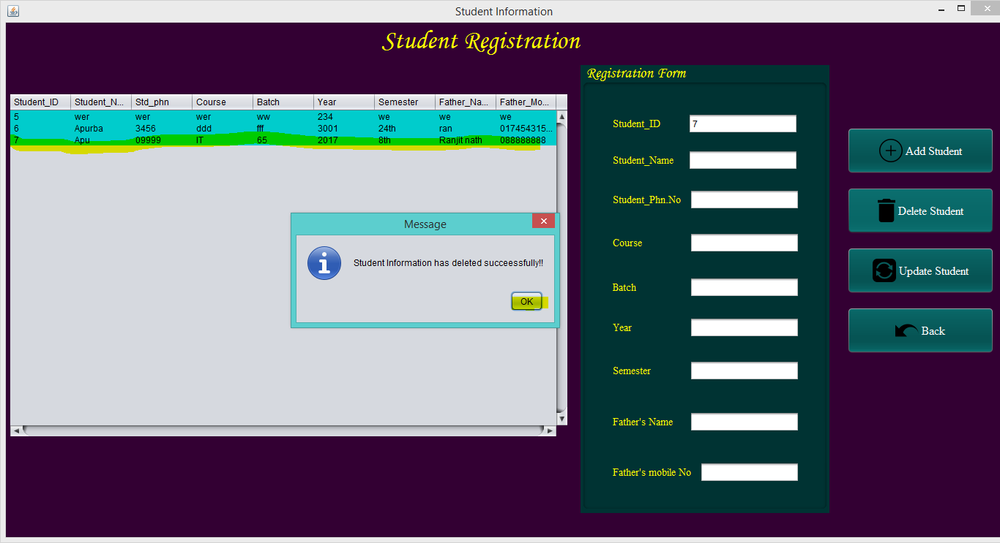 Student Information
Student Registration
Student_ID Student_N... Std_phn Course Batch Year Semester Father_Na... Father_Mo...
5 wer wer wer ww 234 we we we
6 Apurba 3456 ddd fff 3001 24th ran 017454315...
7 Apu 09999 IT 65 2017 8th Ranjit nath 088888888
Message
Student Information has deleted succeessfully!!
OK
Registration Form
Student_ID 7
Student_Name
Student_Phn.No
Course
Batch
Year
Semester
Father's Name
Father's mobile No
Add Student
Delete Student
Update Student
Back